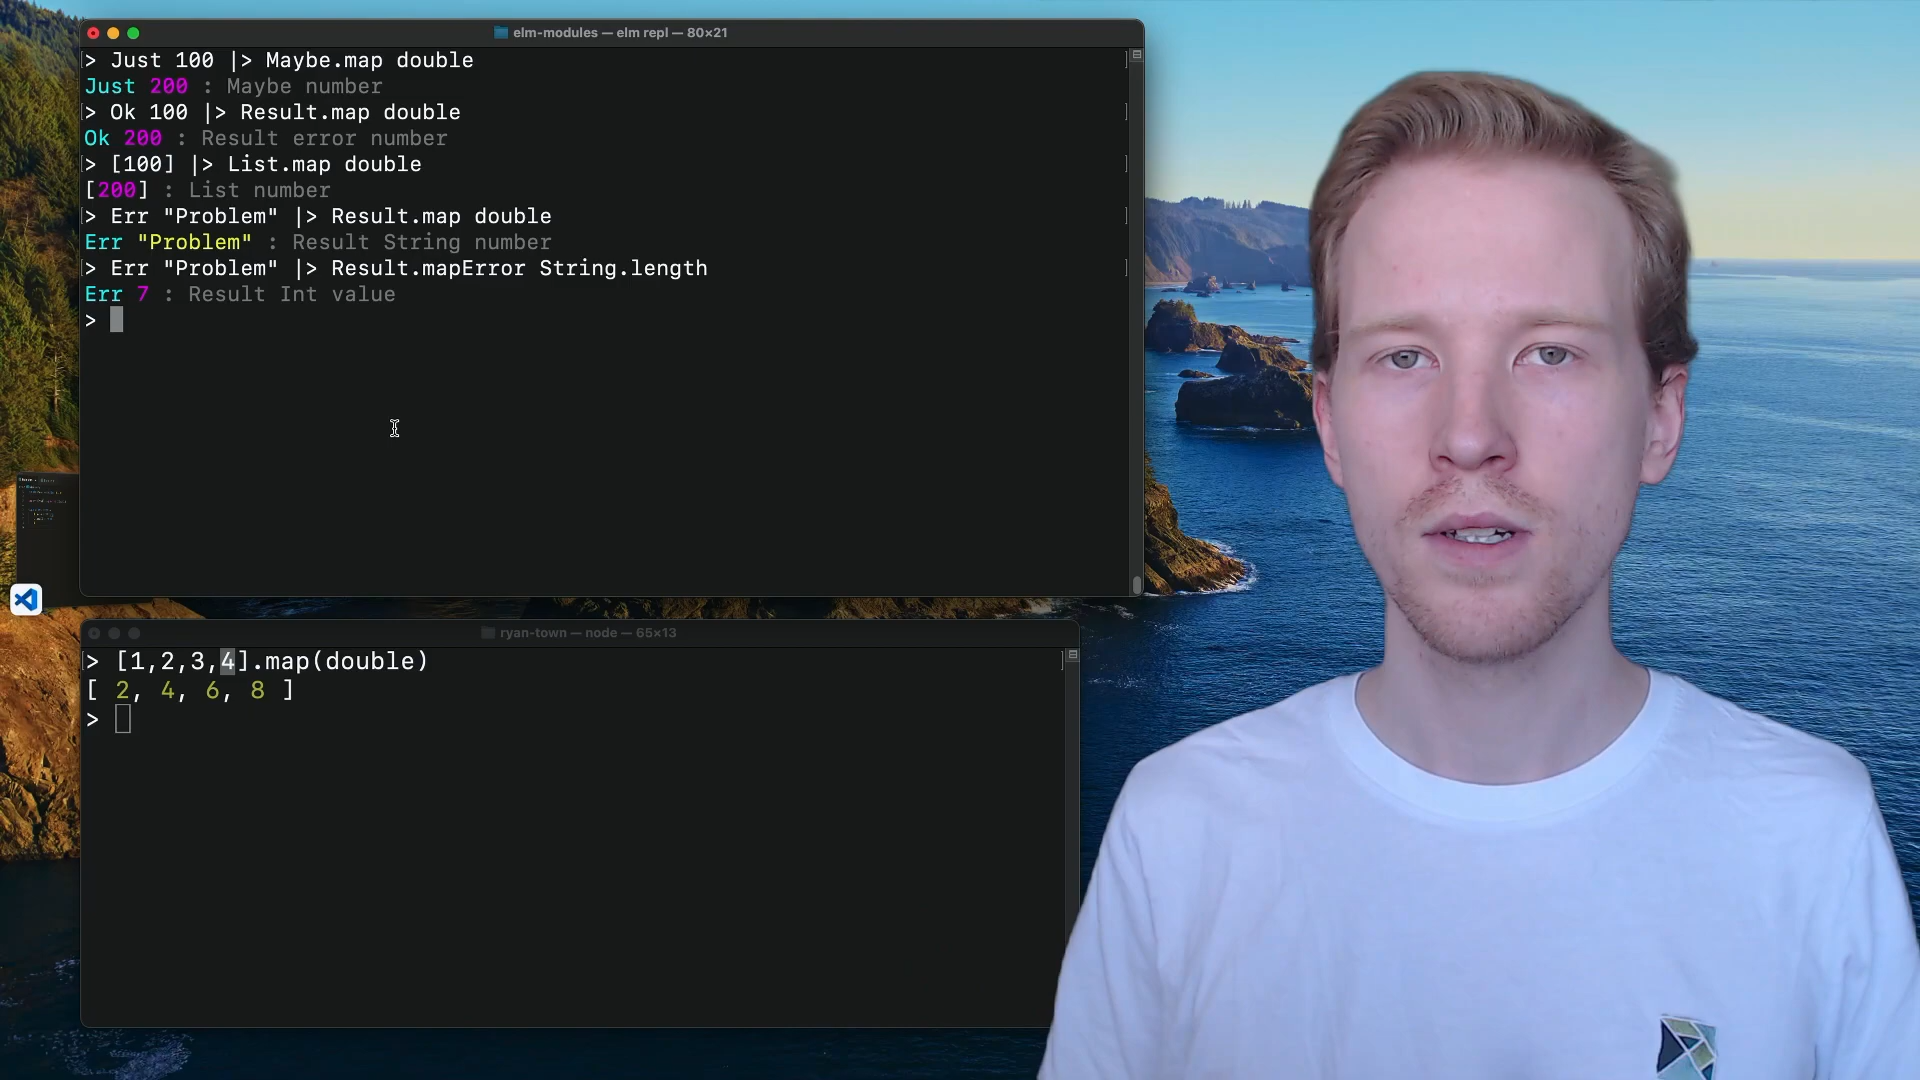 elm-modules — elm repl — 80×21
> Just 100 |> Maybe.map double
Just 200 : Maybe number
> Ok 100 |> Result.map double
Ok 200 : Result error number
> [100] |> List.map double
[200] : List number
> Err "Problem" |> Result.map double
Err "Problem" : Result String number
> Err "Problem" |> Result.mapError String.length
Err 7 : Result Int value
>
ryan-town — node — 65×13
> [1,2,3,4].map(double)
[ 2, 4, 6, 8 ]
>